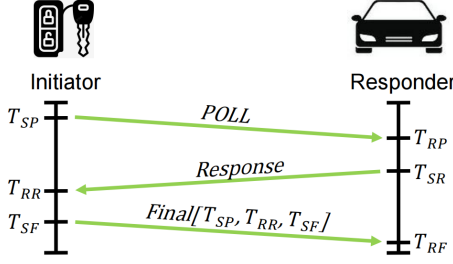 Initiator
Responder
T_SP
POLL
T_RP
Response
T_SR
T_RR
T_SF
Final[T_SP, T_RR, T_SF]
T_RF